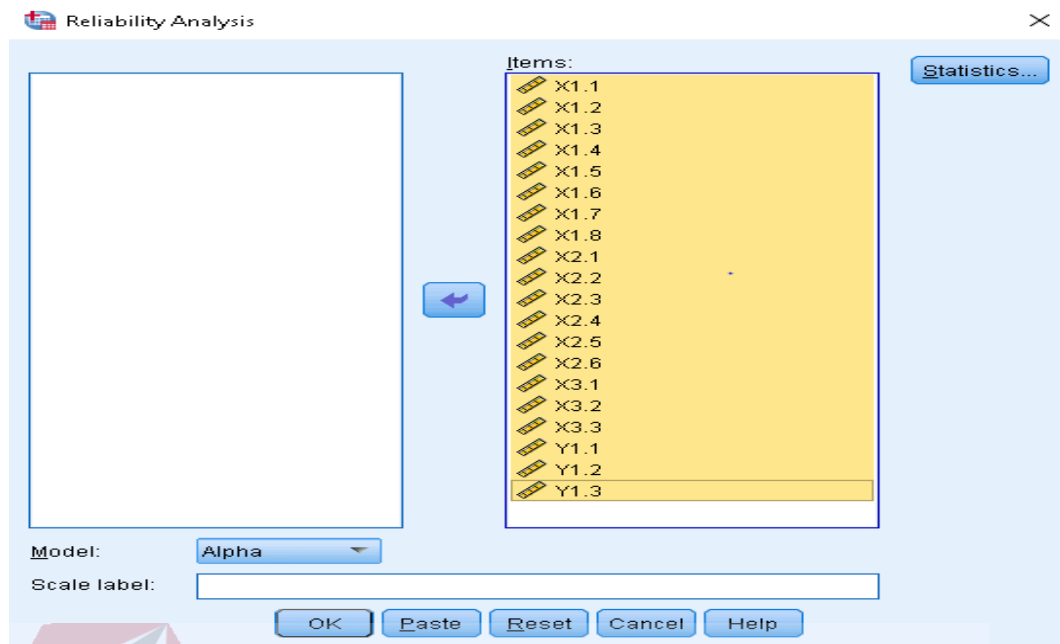 Reliability Analysis
Items:
Statistics...
X1.1
X1.2
X1.3
X1.4
X1.5
X1.6
X1.7
X1.8
X2.1
X2.2
X2.3
X2.4
X2.5
X2.6
X3.1
X3.2
X3.3
Y1.1
Y1.2
Y1.3
Model:
Alpha
Scale label:
OK
Paste
Reset
Cancel
Help